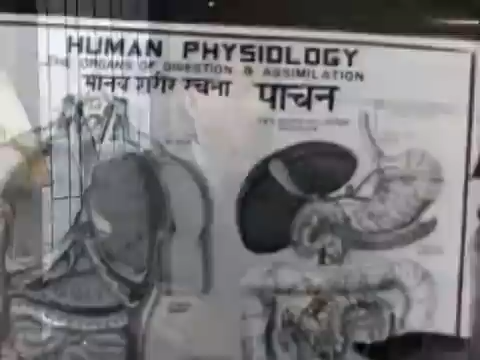 HUMAN PHYSIOLOGY
THE ORGANS OF DIGESTION & ASSIMILATION
मानव शरीर रचना पाचन